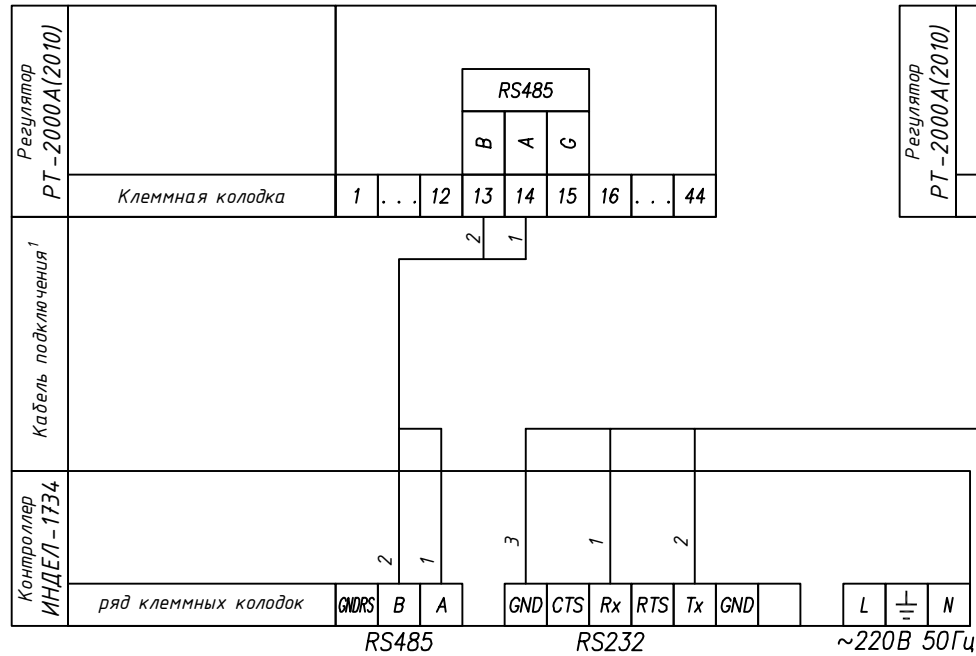 Регулятор
РТ-2000А(2010)
RS485
B A G
Клеммная колодка 1 ... 12 13 14 15 16 ... 44
2 1
Кабель подключения¹
Контроллер
ИНДЕЛ-1734
2 1 3 1 2
ряд клеммных колодок GNDRS B A GND CTS Rx RTS Tx GND L N
RS485 RS232 ~220В 50Гц
Регулятор
РТ-2000А(2010)